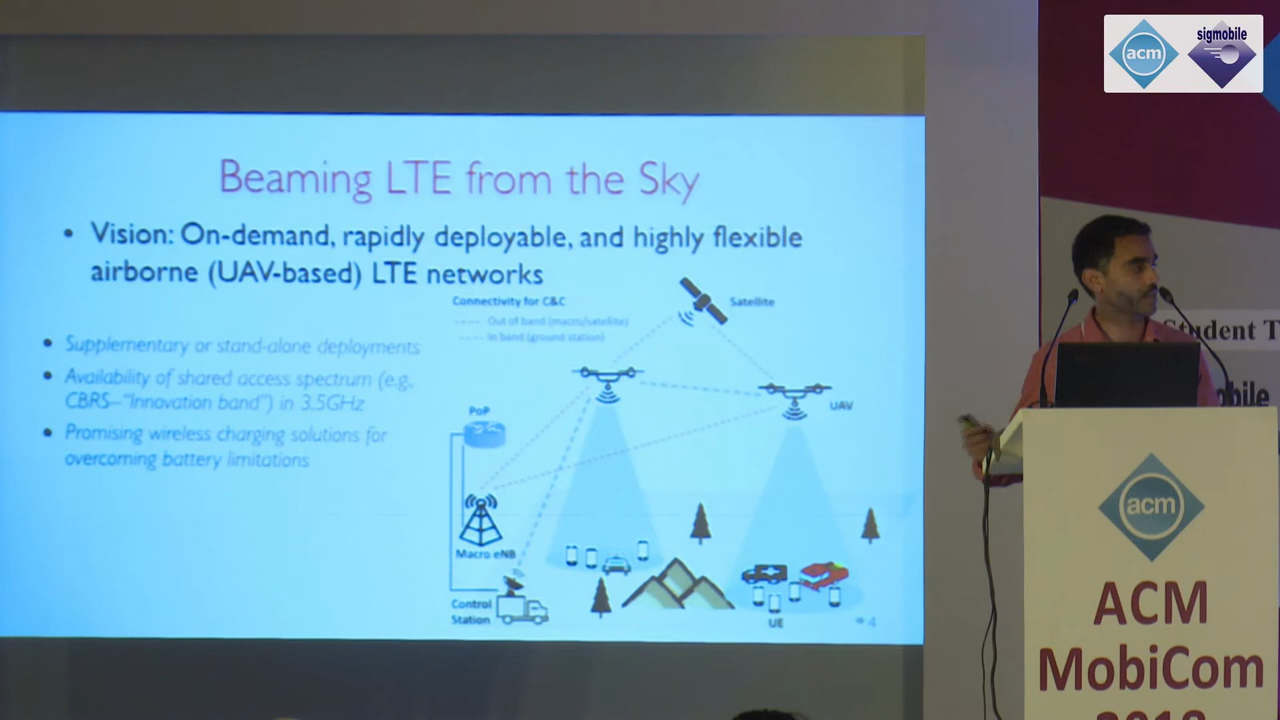 acm
sigmobile
Beaming LTE from the Sky
• Vision: On-demand, rapidly deployable, and highly flexible
airborne (UAV-based) LTE networks
Connectivity for C&C
Out of band (macro/satellite)
In band (ground station)
Satellite
• Supplementary or stand-alone deployments
• Availability of shared access spectrum (e.g.,
CBRS–"Innovation band") in 3.5GHz
• Promising wireless charging solutions for
overcoming battery limitations
PoP
UAV
Macro eNB
Control
Station
UE
4
Student T
obile
acm
ACM
MobiCom
2018